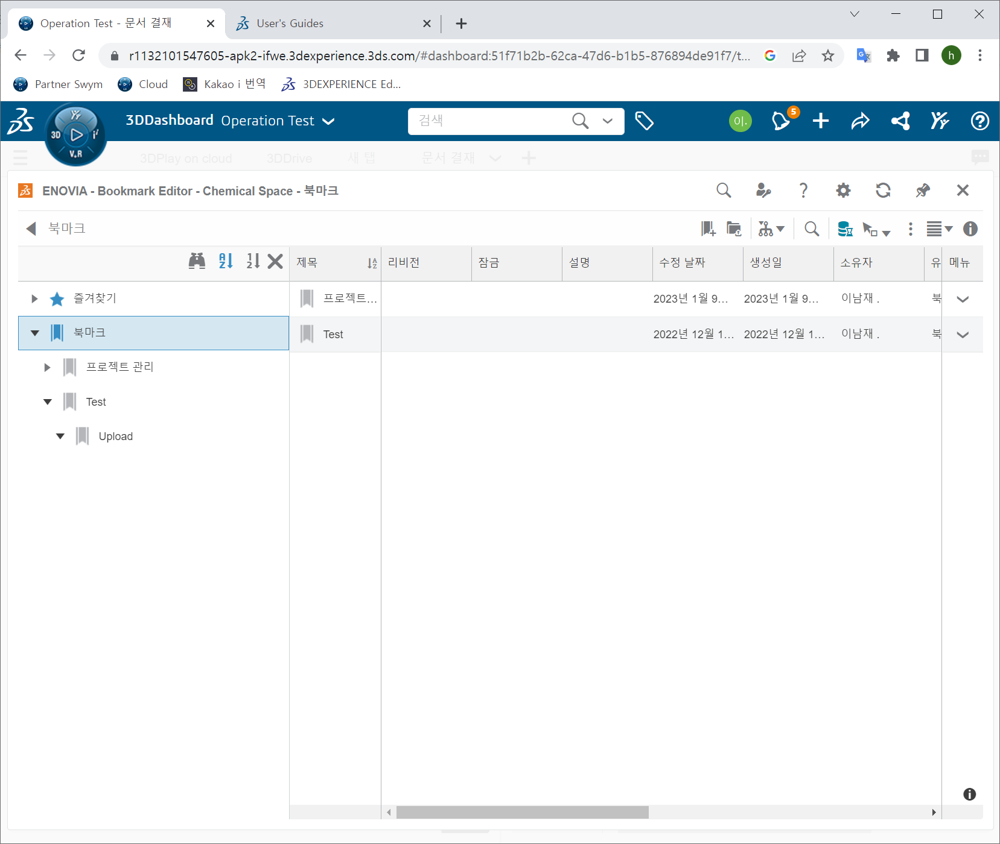 Operation Test - 문서 결재
User's Guides
r1132101547605-apk2-ifwe.3dexperience.3ds.com/#dashboard:51f71b2b-62ca-47d6-b1b5-876894de91f7/t...
h
Partner Swym
Cloud
Kakao i 번역
3DEXPERIENCE Ed...
3D
V.R
3DDashboard Operation Test
검색
이.
5
3DPlay on cloud
3DDrive
새 탭
문서 결재
ENOVIA - Bookmark Editor - Chemical Space - 북마크
북마크
제목
리비전
잠금
설명
수정 날짜
생성일
소유자
유
메뉴
즐겨찾기
프로젝트...
2023년 1월 9...
2023년 1월 9...
이남재 .
북
북마크
Test
2022년 12월 1...
2022년 12월 1...
이남재 .
북
프로젝트 관리
Test
Upload